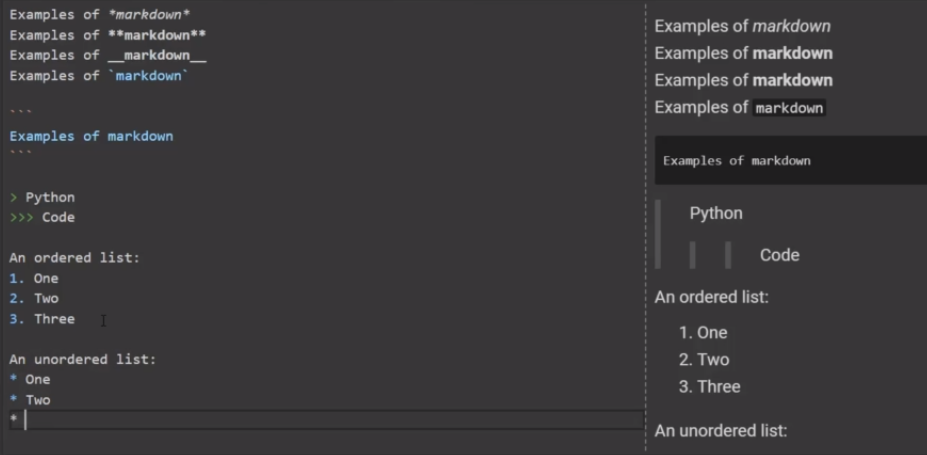 Examples of *markdown*
Examples of **markdown**
Examples of __markdown__
Examples of `markdown`
```
Examples of markdown
```
> Python
>>> Code
An ordered list:
1. One
2. Two
3. Three
An unordered list:
* One
* Two
*
Examples of markdown
Examples of markdown
Examples of markdown
Examples of markdown
Examples of markdown
Python
Code
An ordered list:
1. One
2. Two
3. Three
An unordered list: